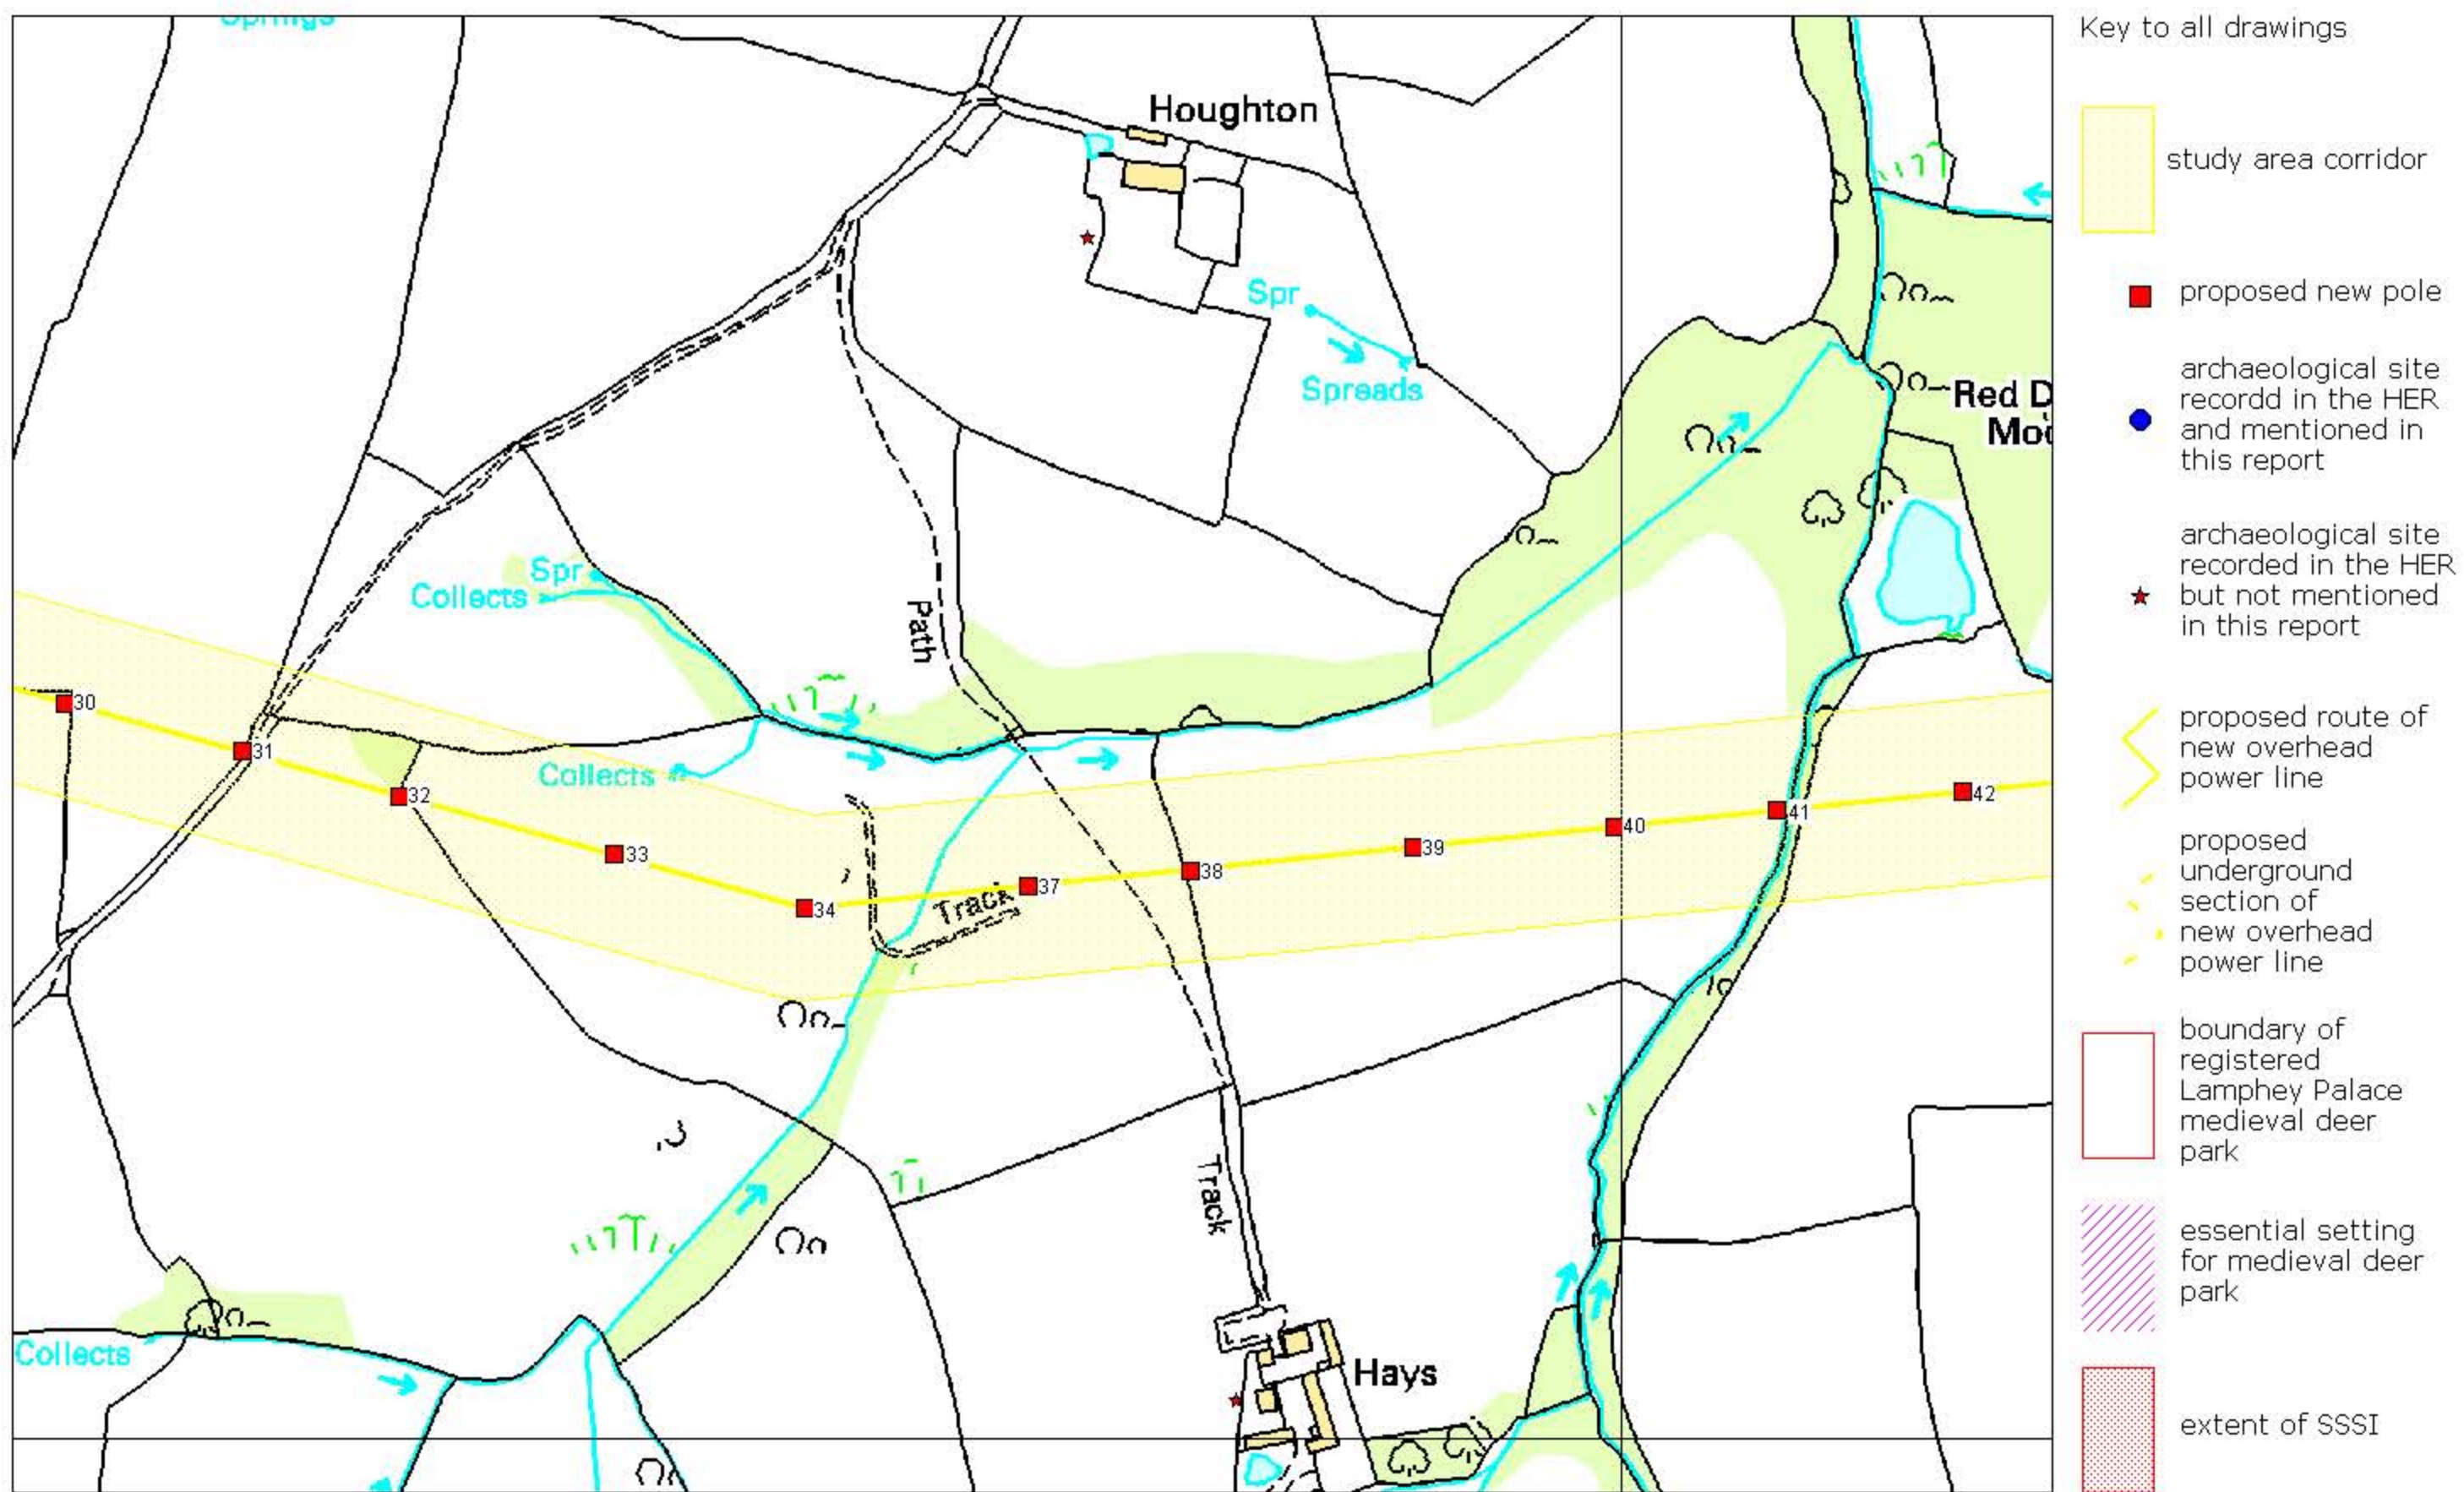 Springs
Houghton
Spr
Spreads
Red D
Moo
Spr
Collects
Path
30
31
32
Collects
33
34
Track
37
38
39
40
41
42
Track
Collects
Hays
Key to all drawings
study area corridor
proposed new pole
archaeological site
recordd in the HER
and mentioned in
this report
archaeological site
recorded in the HER
but not mentioned
in this report
proposed route of
new overhead
power line
proposed
underground
section of
new overhead
power line
boundary of
registered
Lamphey Palace
medieval deer
park
essential setting
for medieval deer
park
extent of SSSI